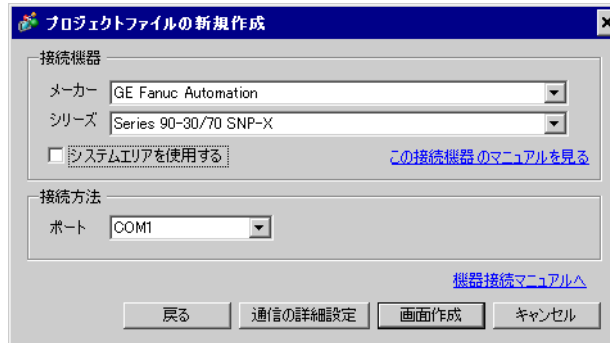 プロジェクトファイルの新規作成
接続機器
メーカー GE Fanuc Automation
シリーズ Series 90-30/70 SNP-X
システムエリアを使用する この接続機器のマニュアルを見る
接続方法
ポート COM1
機器接続マニュアルへ
戻る 通信の詳細設定 画面作成 キャンセル